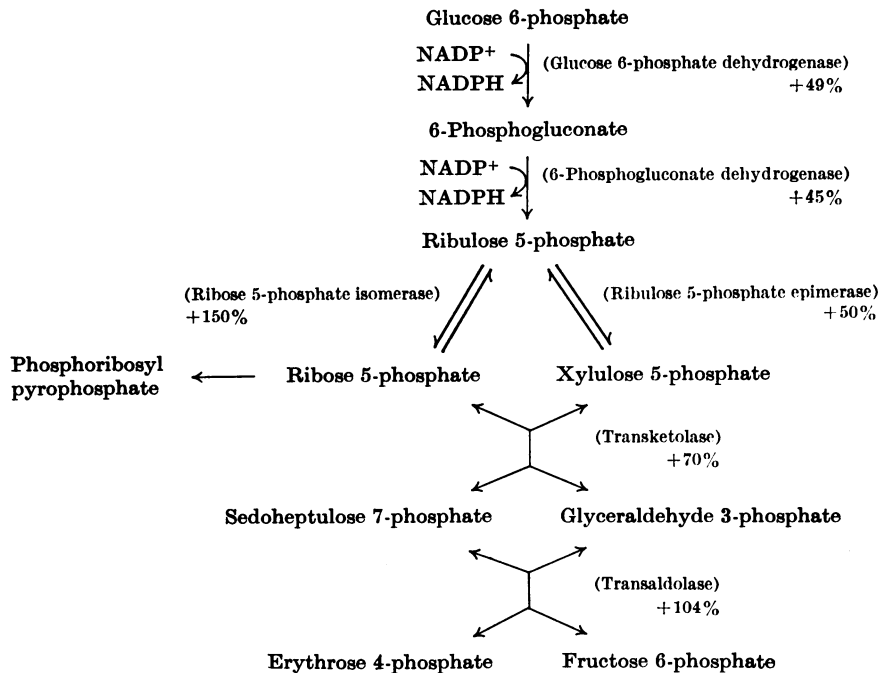 Glucose 6-phosphate
NADP+
(Glucose 6-phosphate dehydrogenase)
NADPH
+49%
6-Phosphogluconate
NADP+
(6-Phosphogluconate dehydrogenase)
NADPH
+45%
Ribulose 5-phosphate
(Ribose 5-phosphate isomerase)
+150%
(Ribulose 5-phosphate epimerase)
+50%
Phosphoribosyl
pyrophosphate
Ribose 5-phosphate
Xylulose 5-phosphate
(Transketolase)
+70%
Sedoheptulose 7-phosphate
Glyceraldehyde 3-phosphate
(Transaldolase)
+104%
Erythrose 4-phosphate
Fructose 6-phosphate